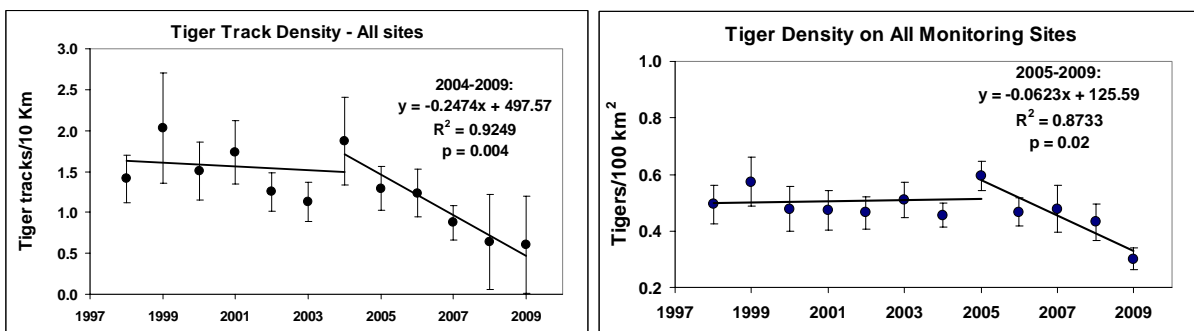 Tiger Track Density - All sites
3.0
2.5
2.0
1.5
1.0
0.5
0.0
Tiger tracks/10 Km
2004-2009:
y = -0.2474x + 497.57
R² = 0.9249
p = 0.004
1997 1999 2001 2003 2005 2007 2009
Tiger Density on All Monitoring Sites
1.0
0.8
0.6
0.4
0.2
Tigers/100 km²
2005-2009:
y = -0.0623x + 125.59
R² = 0.8733
p = 0.02
1997 1999 2001 2003 2005 2007 2009